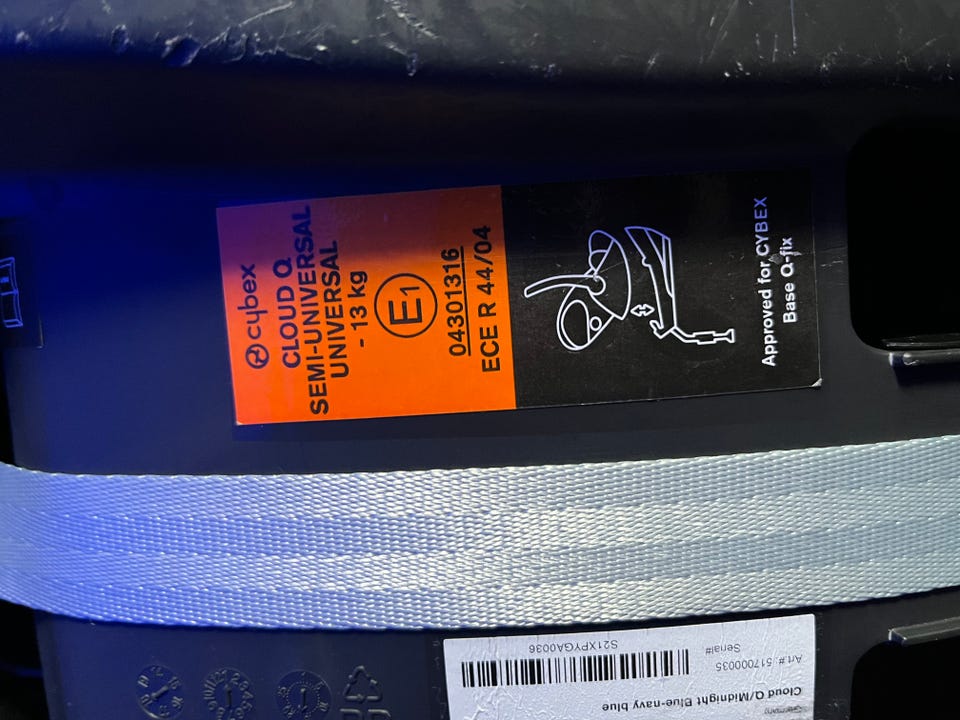 cybex
CLOUD Q
SEMI-UNIVERSAL
UNIVERSAL
- 13 kg
E1
04301316
ECE R 44/04
Approved for CYBEX
Base Q-fix
Germany
Cloud Q/Midnight Blue-navy blue
Art.# : 517000035
Serial#
S21XPYGA0036